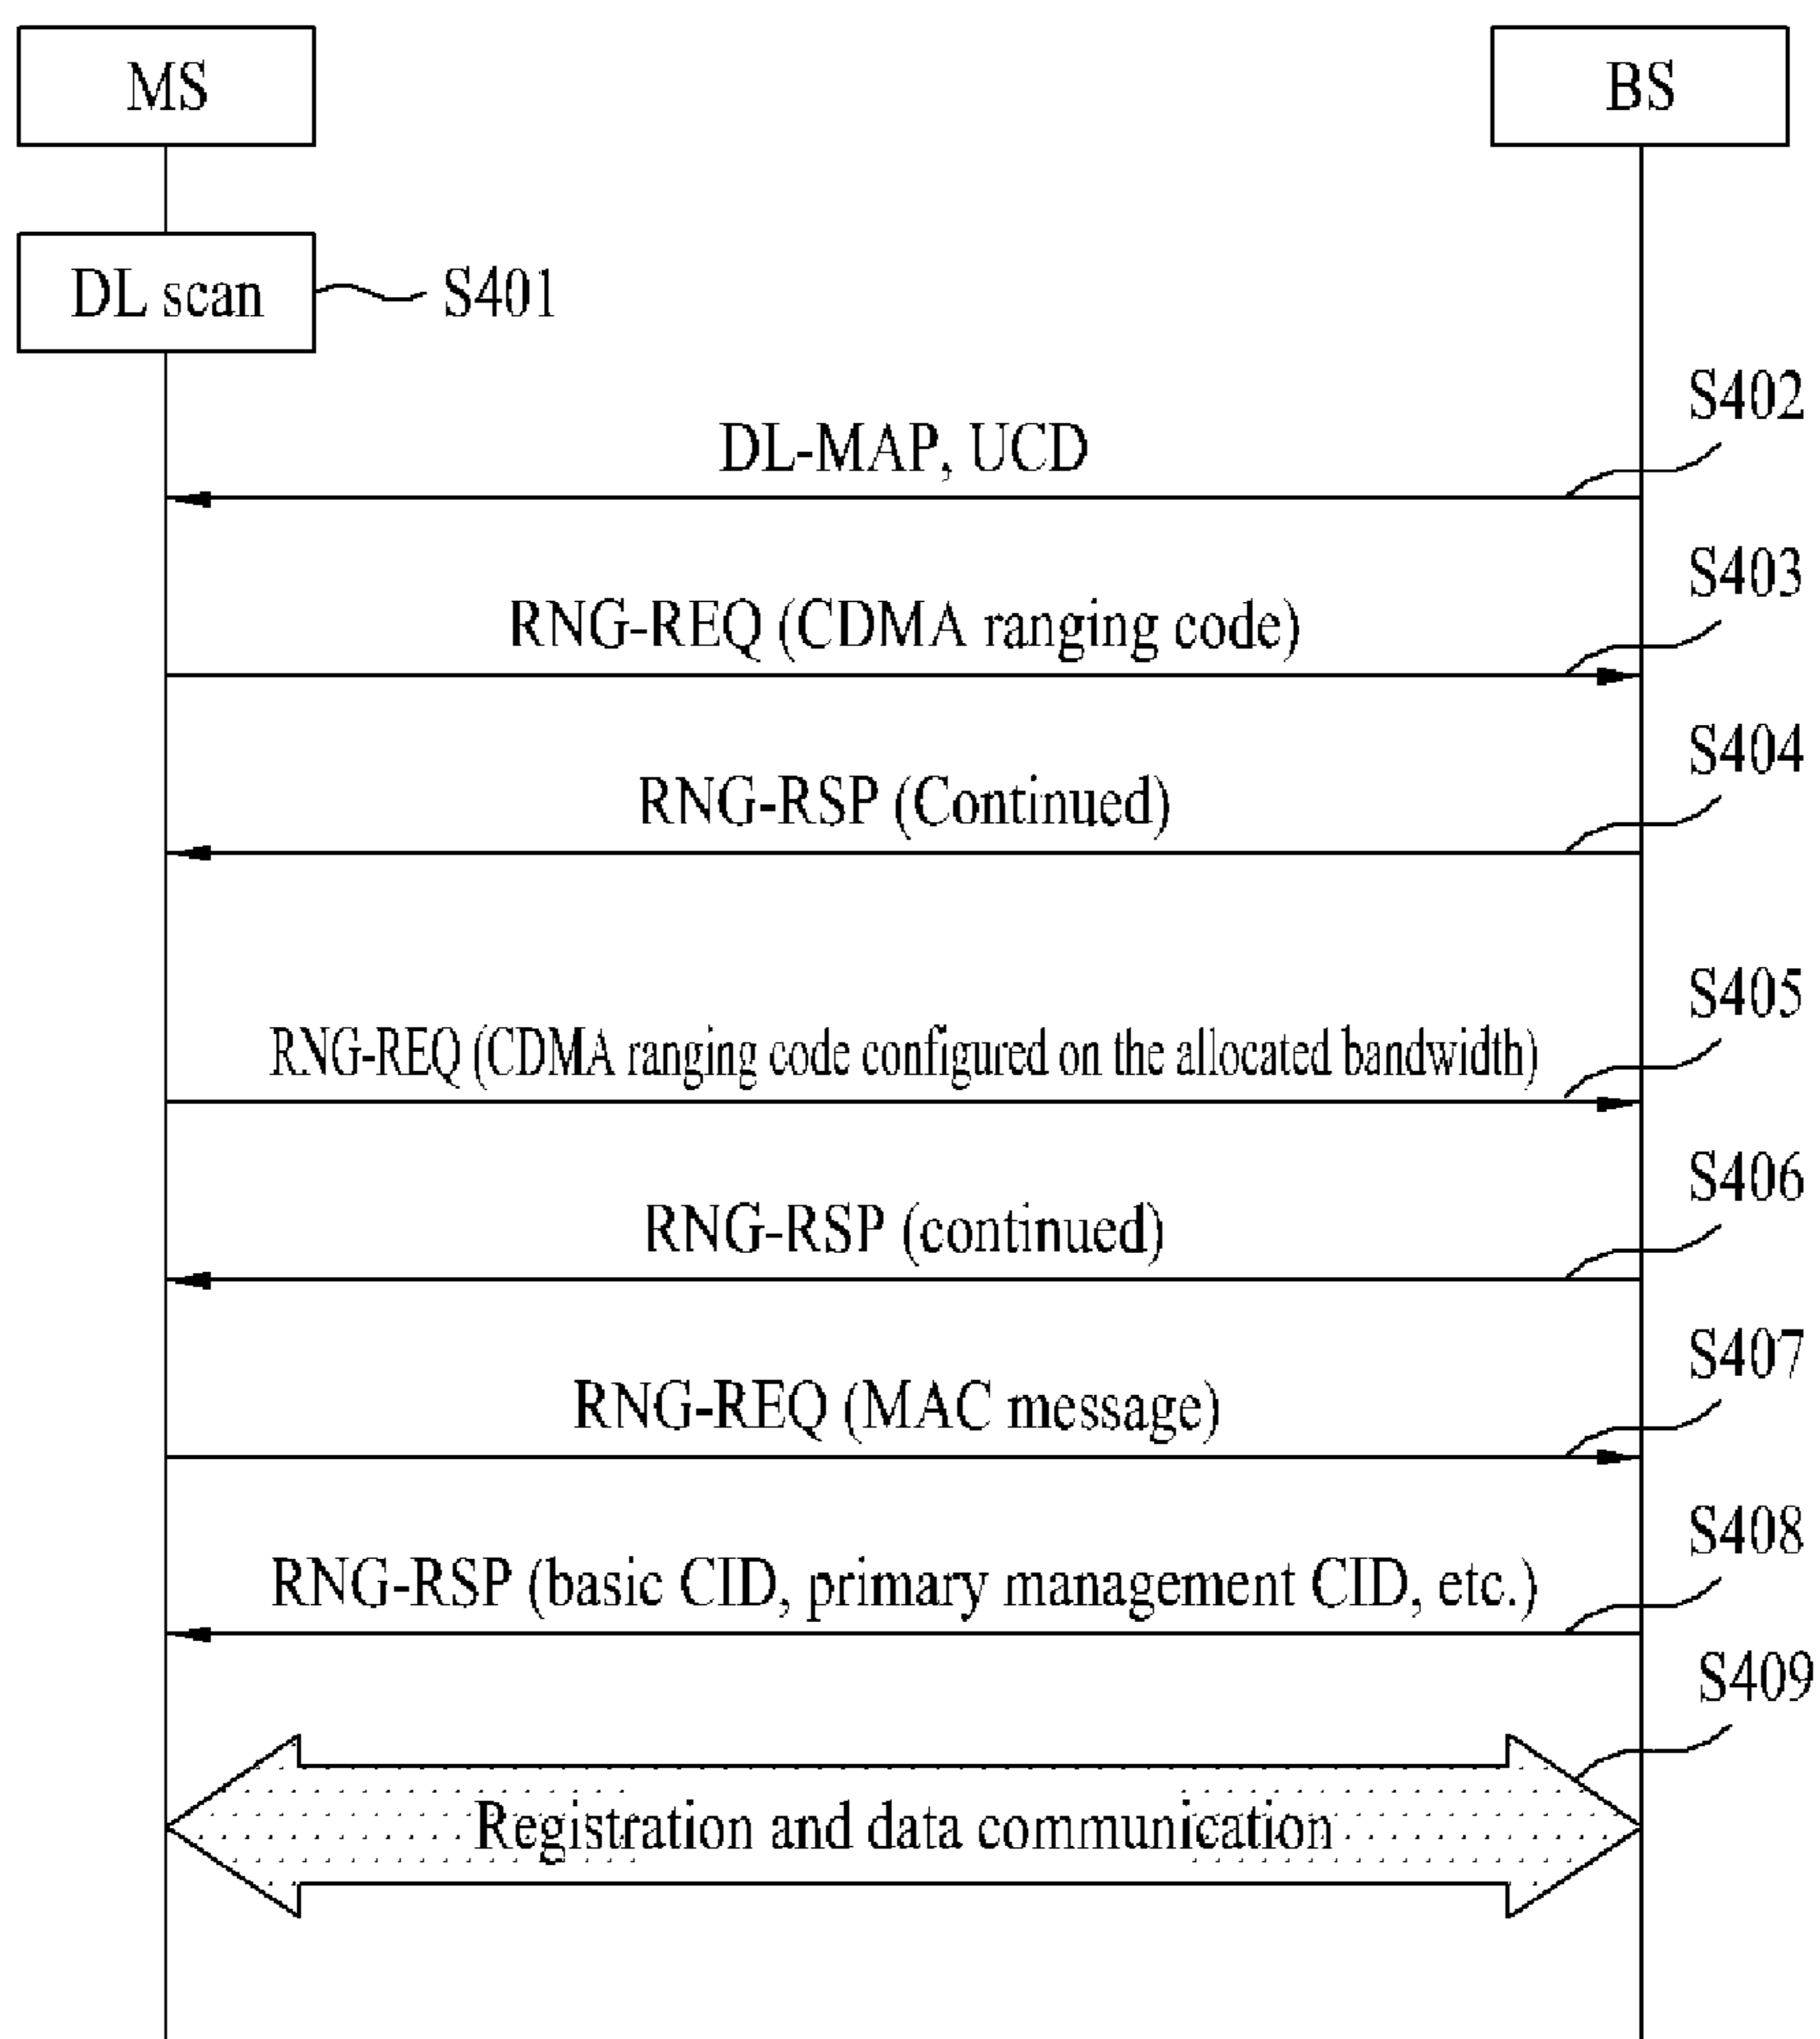 MS
BS
DL scan
S401
S402
DL-MAP, UCD
S403
RNG-REQ (CDMA ranging code)
S404
RNG-RSP (Continued)
S405
RNG-REQ (CDMA ranging code configured on the allocated bandwidth)
S406
RNG-RSP (continued)
S407
RNG-REQ (MAC message)
S408
RNG-RSP (basic CID, primary management CID, etc.)
S409
Registration and data communication